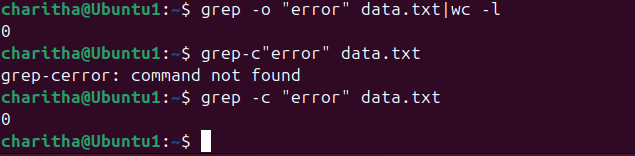 charitha@Ubuntu1:~$ grep -o "error" data.txt|wc -l
0
charitha@Ubuntu1:~$ grep-c"error" data.txt
grep-cerror: command not found
charitha@Ubuntu1:~$ grep -c "error" data.txt
0
charitha@Ubuntu1:~$